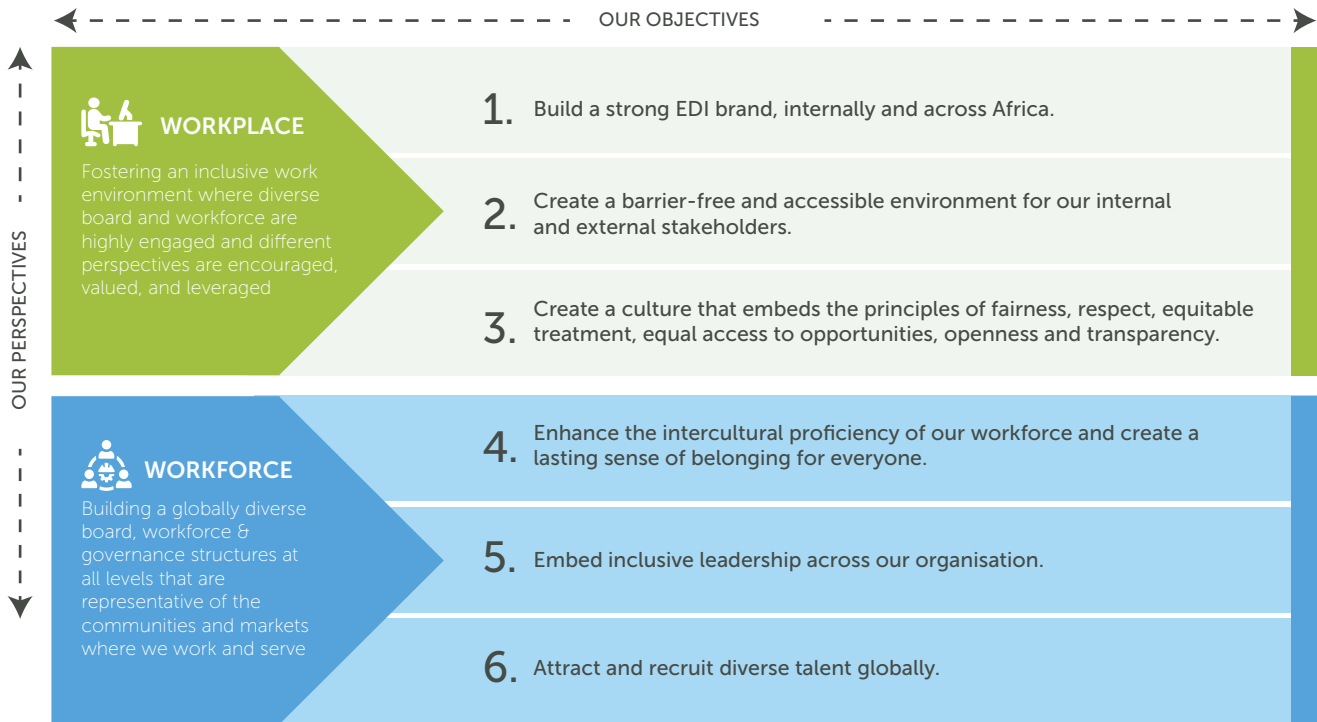 OUR OBJECTIVES
OUR PERSPECTIVES
WORKPLACE
Fostering an inclusive work
environment where diverse
board and workforce are
highly engaged and different
perspectives are encouraged,
valued, and leveraged
1. Build a strong EDI brand, internally and across Africa.
2. Create a barrier-free and accessible environment for our internal
and external stakeholders.
3. Create a culture that embeds the principles of fairness, respect, equitable
treatment, equal access to opportunities, openness and transparency.
WORKFORCE
Building a globally diverse
board, workforce &
governance structures at
all levels that are
representative of the
communities and markets
where we work and serve
4. Enhance the intercultural proficiency of our workforce and create a
lasting sense of belonging for everyone.
5. Embed inclusive leadership across our organisation.
6. Attract and recruit diverse talent globally.